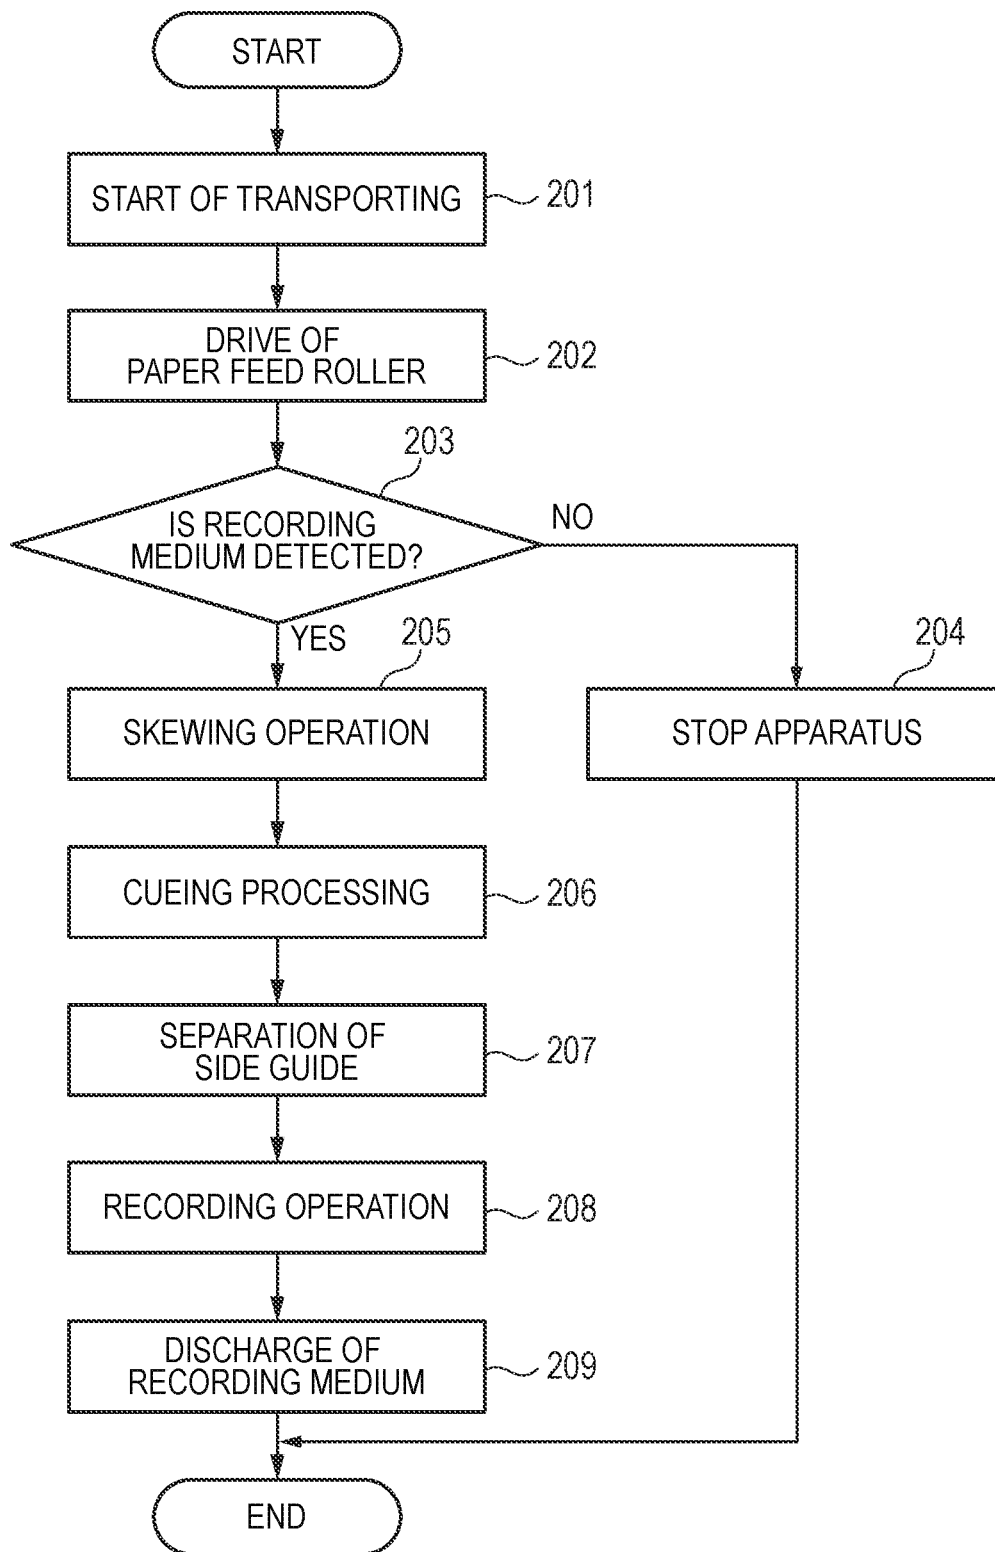 START
START OF TRANSPORTING
201
DRIVE OF
PAPER FEED ROLLER
202
203
IS RECORDING
MEDIUM DETECTED?
NO
YES
205
204
SKEWING OPERATION
STOP APPARATUS
CUEING PROCESSING
206
SEPARATION OF
SIDE GUIDE
207
RECORDING OPERATION
208
DISCHARGE OF
RECORDING MEDIUM
209
END